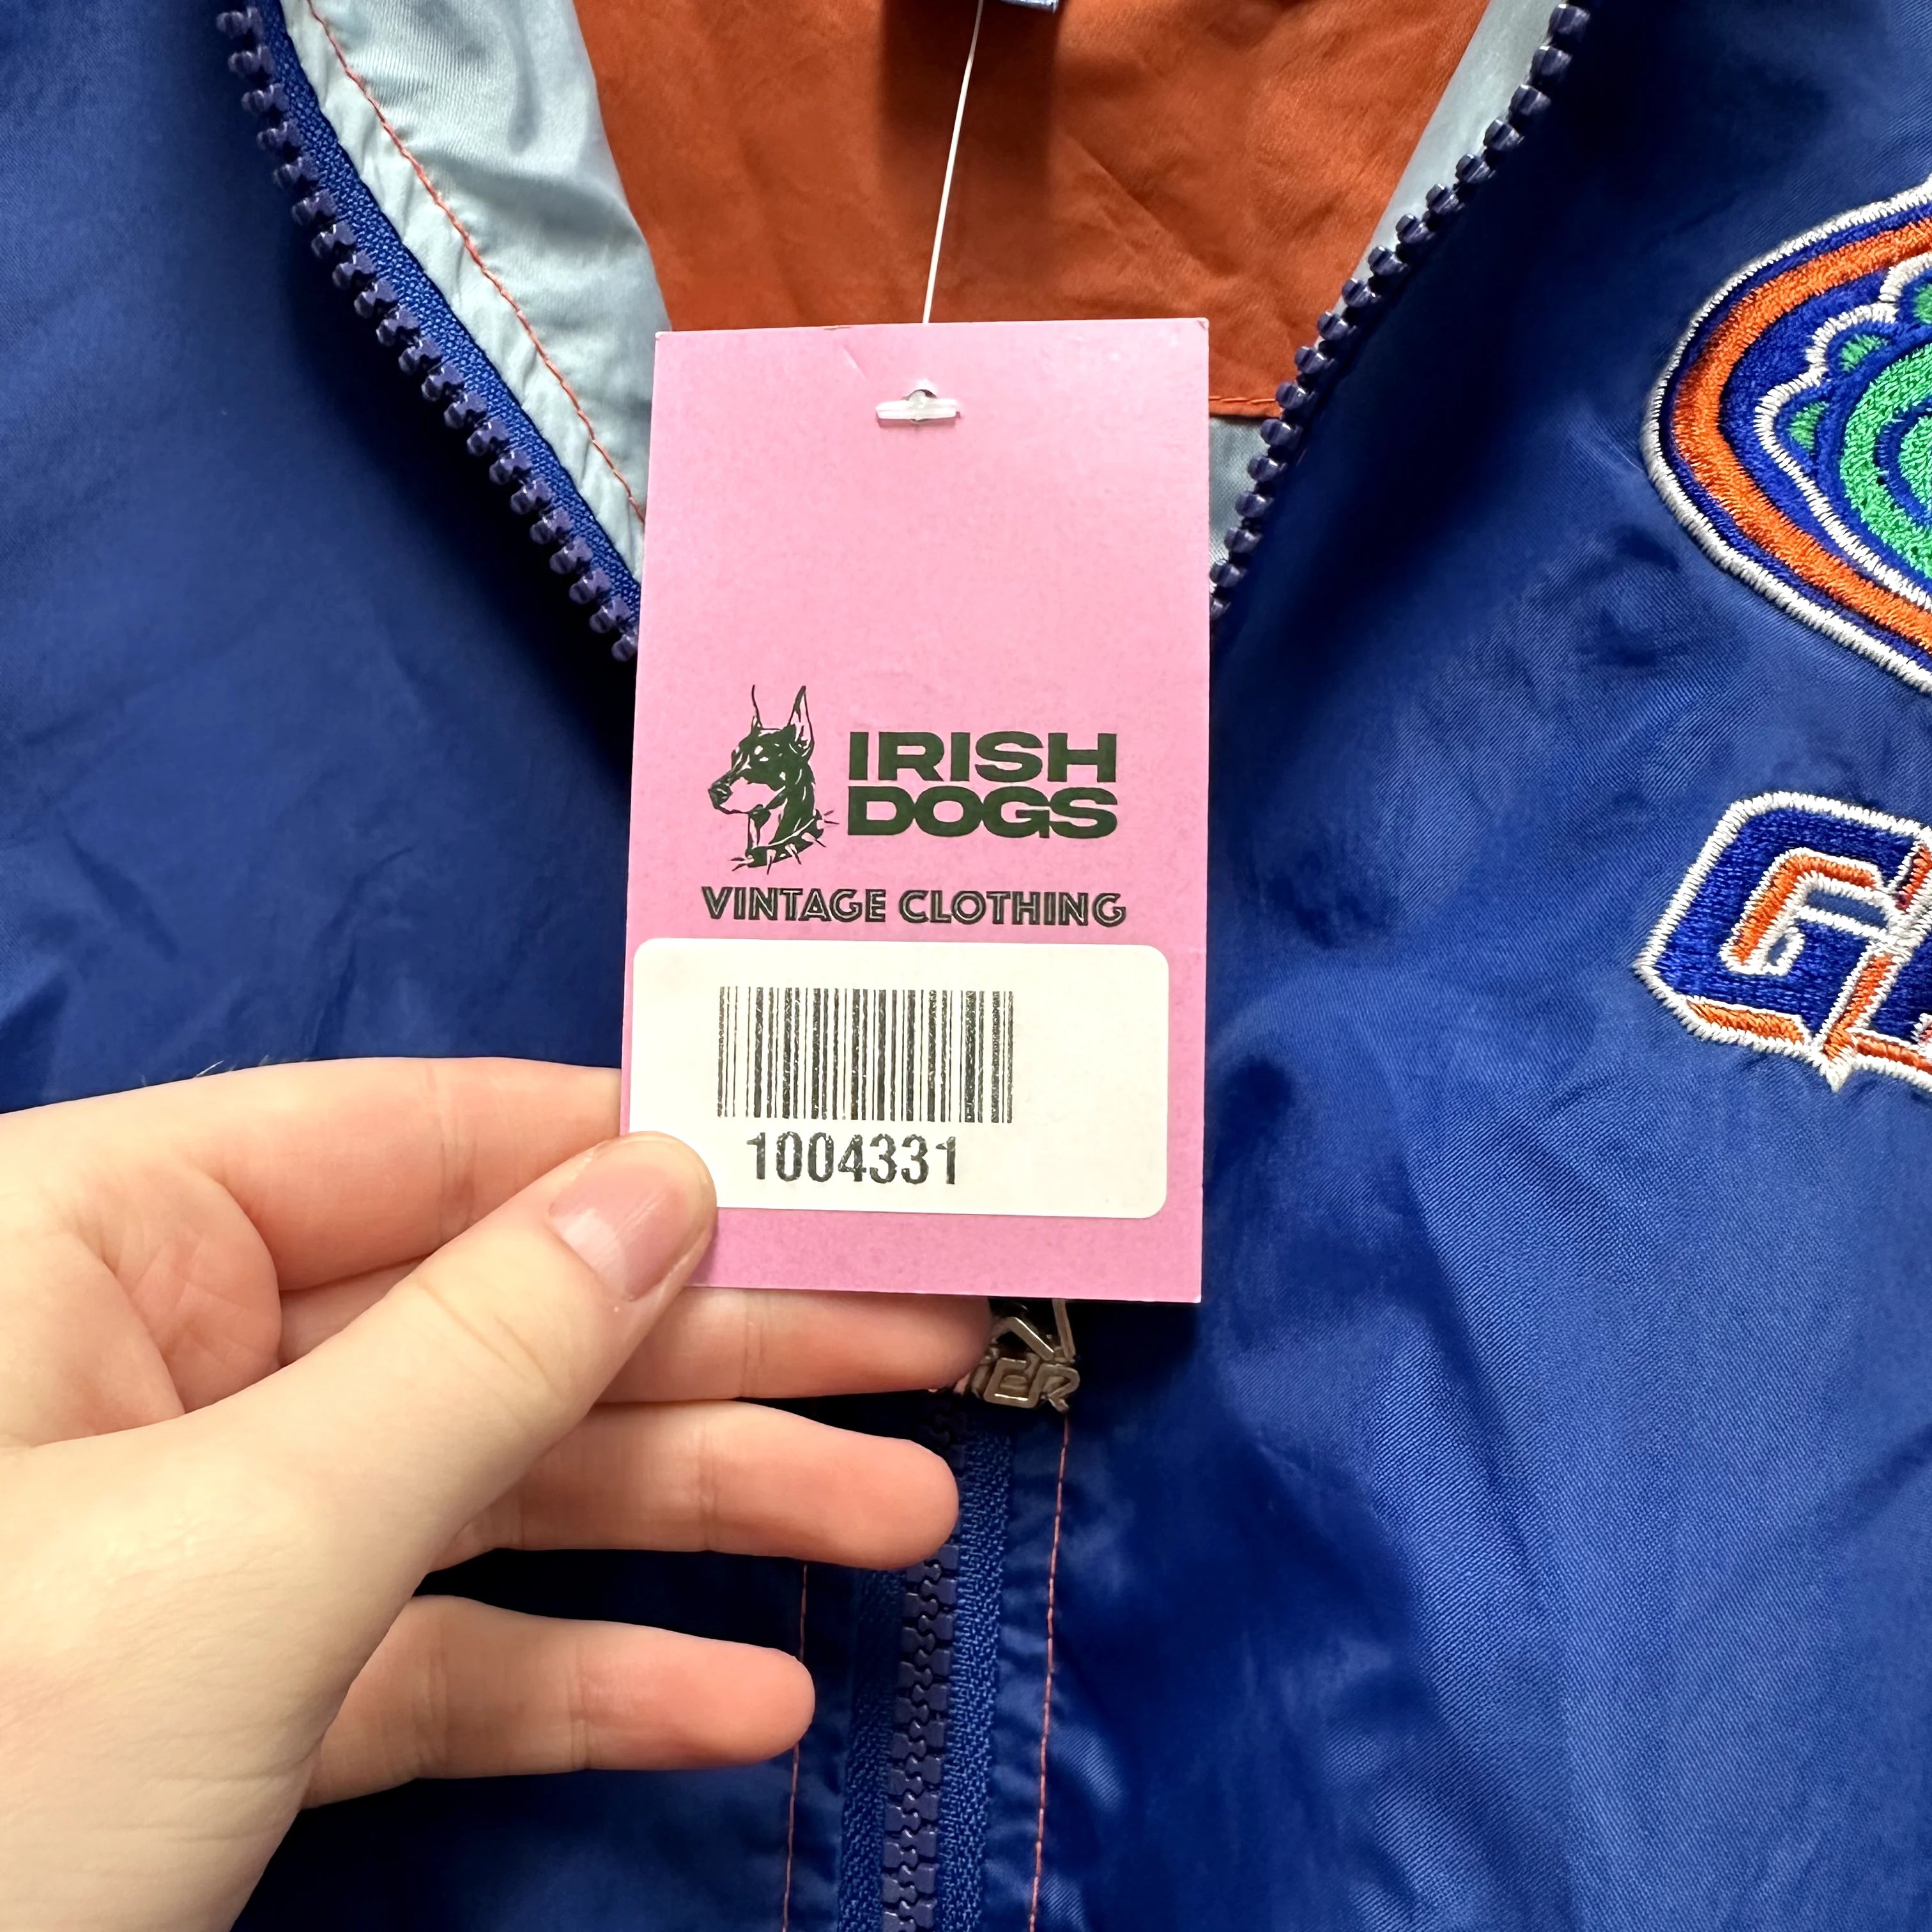 IRISH
DOGS
VINTAGE CLOTHING
1004331